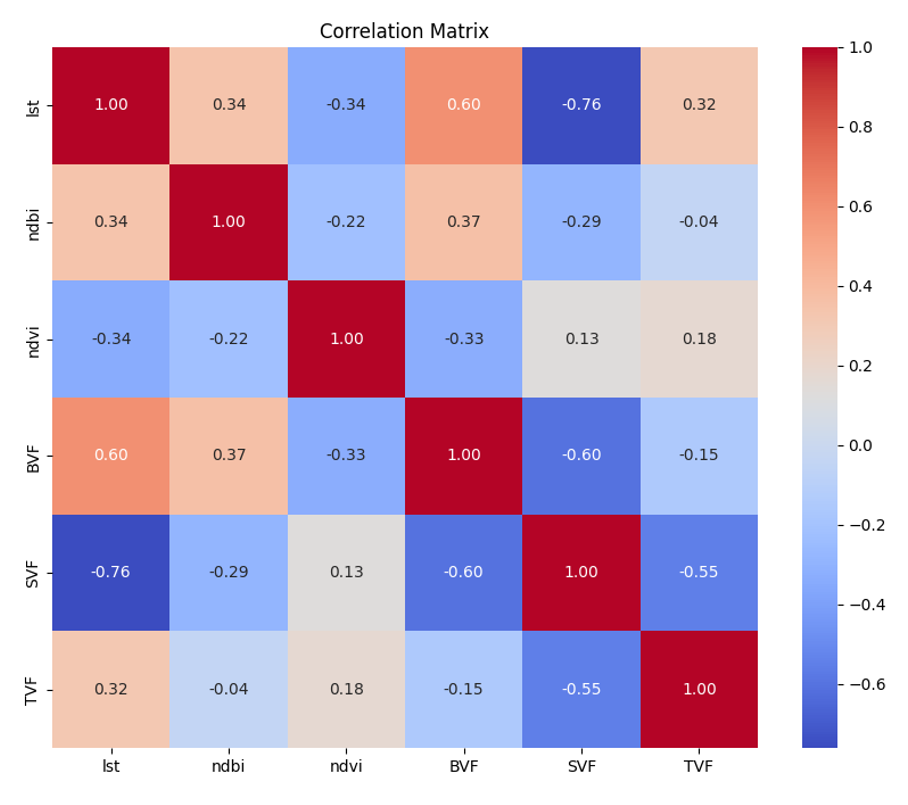 Correlation Matrix
lst 1.00 0.34 -0.34 0.60 -0.76 0.32
ndbi 0.34 1.00 -0.22 0.37 -0.29 -0.04
ndvi -0.34 -0.22 1.00 -0.33 0.13 0.18
BVF 0.60 0.37 -0.33 1.00 -0.60 -0.15
SVF -0.76 -0.29 0.13 -0.60 1.00 -0.55
TVF 0.32 -0.04 0.18 -0.15 -0.55 1.00
lst ndbi ndvi BVF SVF TVF
1.0
0.8
0.6
0.4
0.2
0.0
−0.2
−0.4
−0.6